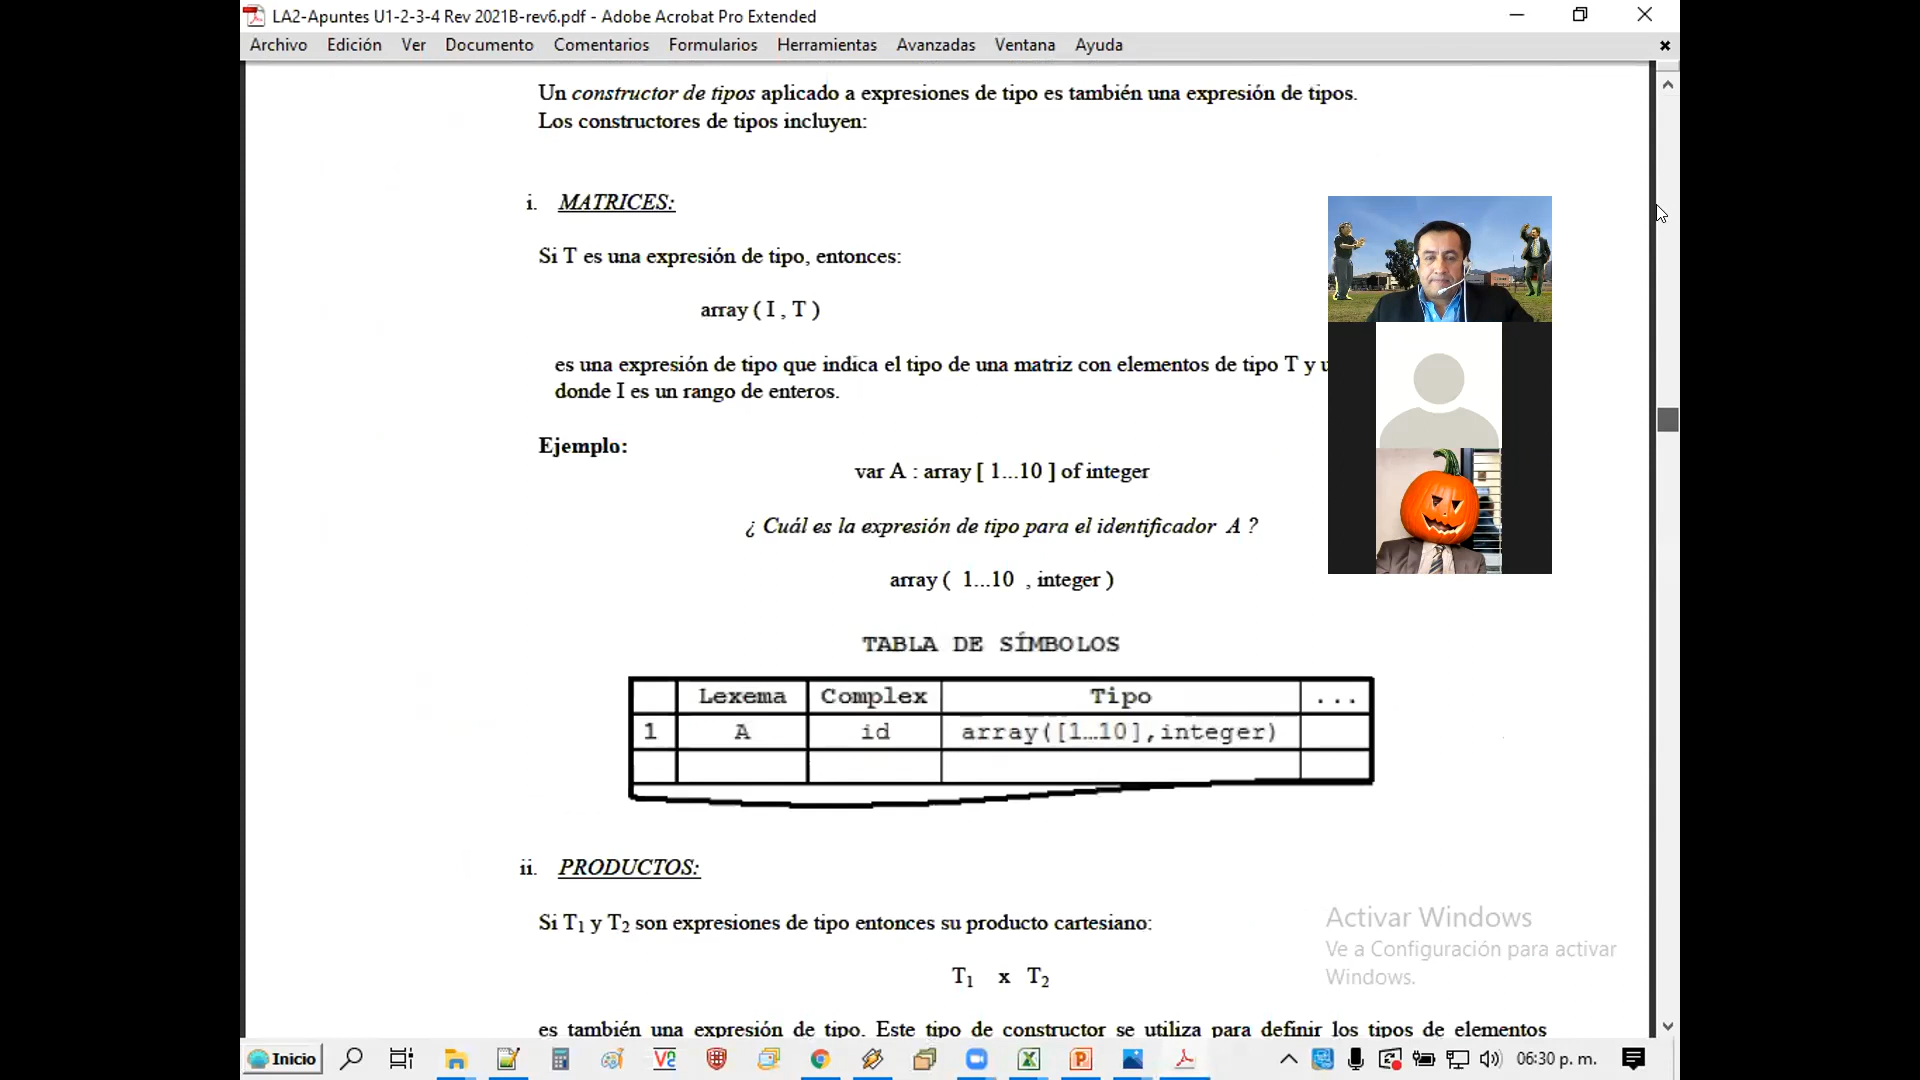 LA2-Apuntes U1-2-3-4 Rev 2021B-rev6.pdf - Adobe Acrobat Pro Extended
Archivo Edición Ver Documento Comentarios Formularios Herramientas Avanzadas Ventana Ayuda
Un constructor de tipos aplicado a expresiones de tipo es también una expresión de tipos.
Los constructores de tipos incluyen:
i. MATRICES:
Si T es una expresión de tipo, entonces:
array ( I , T )
es una expresión de tipo que indica el tipo de una matriz con elementos de tipo T y
donde I es un rango de enteros.
Ejemplo:
var A : array [ 1...10 ] of integer
¿ Cuál es la expresión de tipo para el identificador A ?
array ( 1...10 , integer )
TABLA DE SÍMBOLOS
Lexema Complex Tipo ...
1 A id array([1…10],integer)
ii. PRODUCTOS:
Si T1 y T2 son expresiones de tipo entonces su producto cartesiano:
T1 x T2
es también una expresión de tipo. Este tipo de constructor se utiliza para definir los tipos de elementos
Activar Windows
Ve a Configuración para activar
Windows.
Inicio
06:30 p. m.